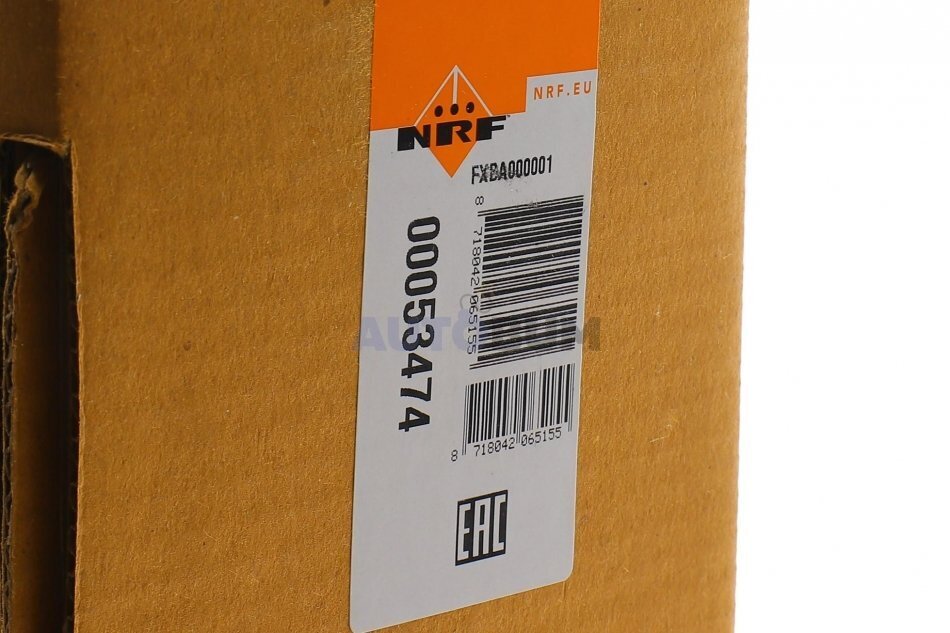 NRF.EU
NRF
FXBA000001
8 718042 065155
00053474
8 718042 065155
EAC